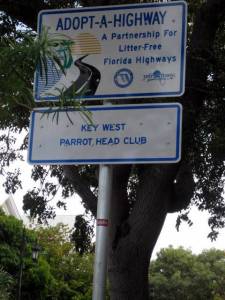 ADOPT-A-HIGHWAY
A Partnership For
Litter-Free
Florida Highways
KEY WEST
PARROT HEAD CLUB